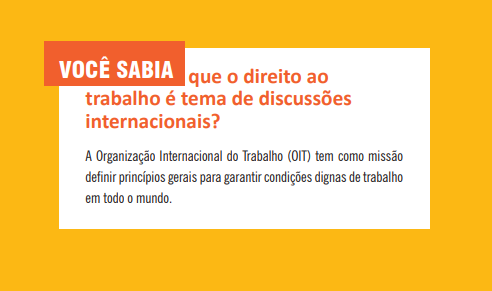 VOCÊ SABIA que o direito ao
trabalho é tema de discussões
internacionais?
A Organização Internacional do Trabalho (OIT) tem como missão
definir princípios gerais para garantir condições dignas de trabalho
em todo o mundo.